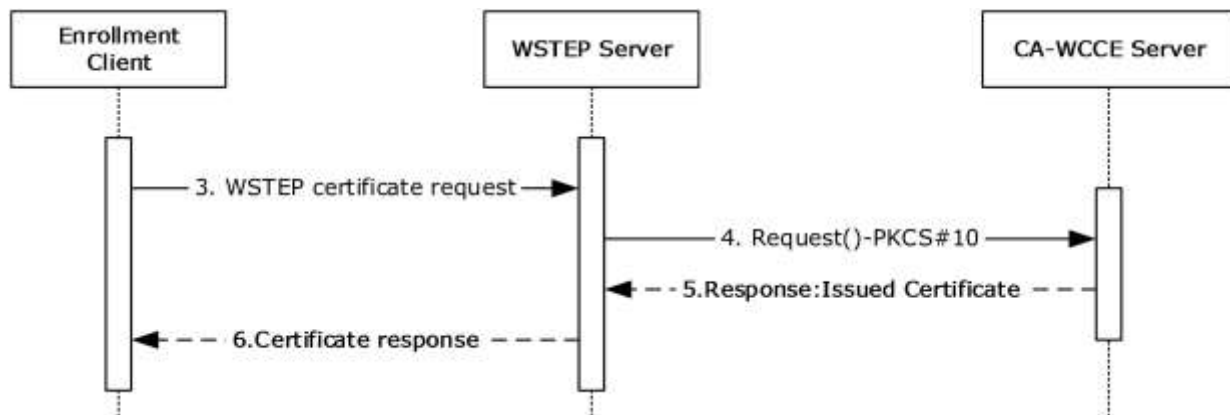 Enrollment
Client
WSTEP Server
CA-WCCE Server
3. WSTEP certificate request
4. Request()-PKCS#10
5.Response:Issued Certificate
6.Certificate response